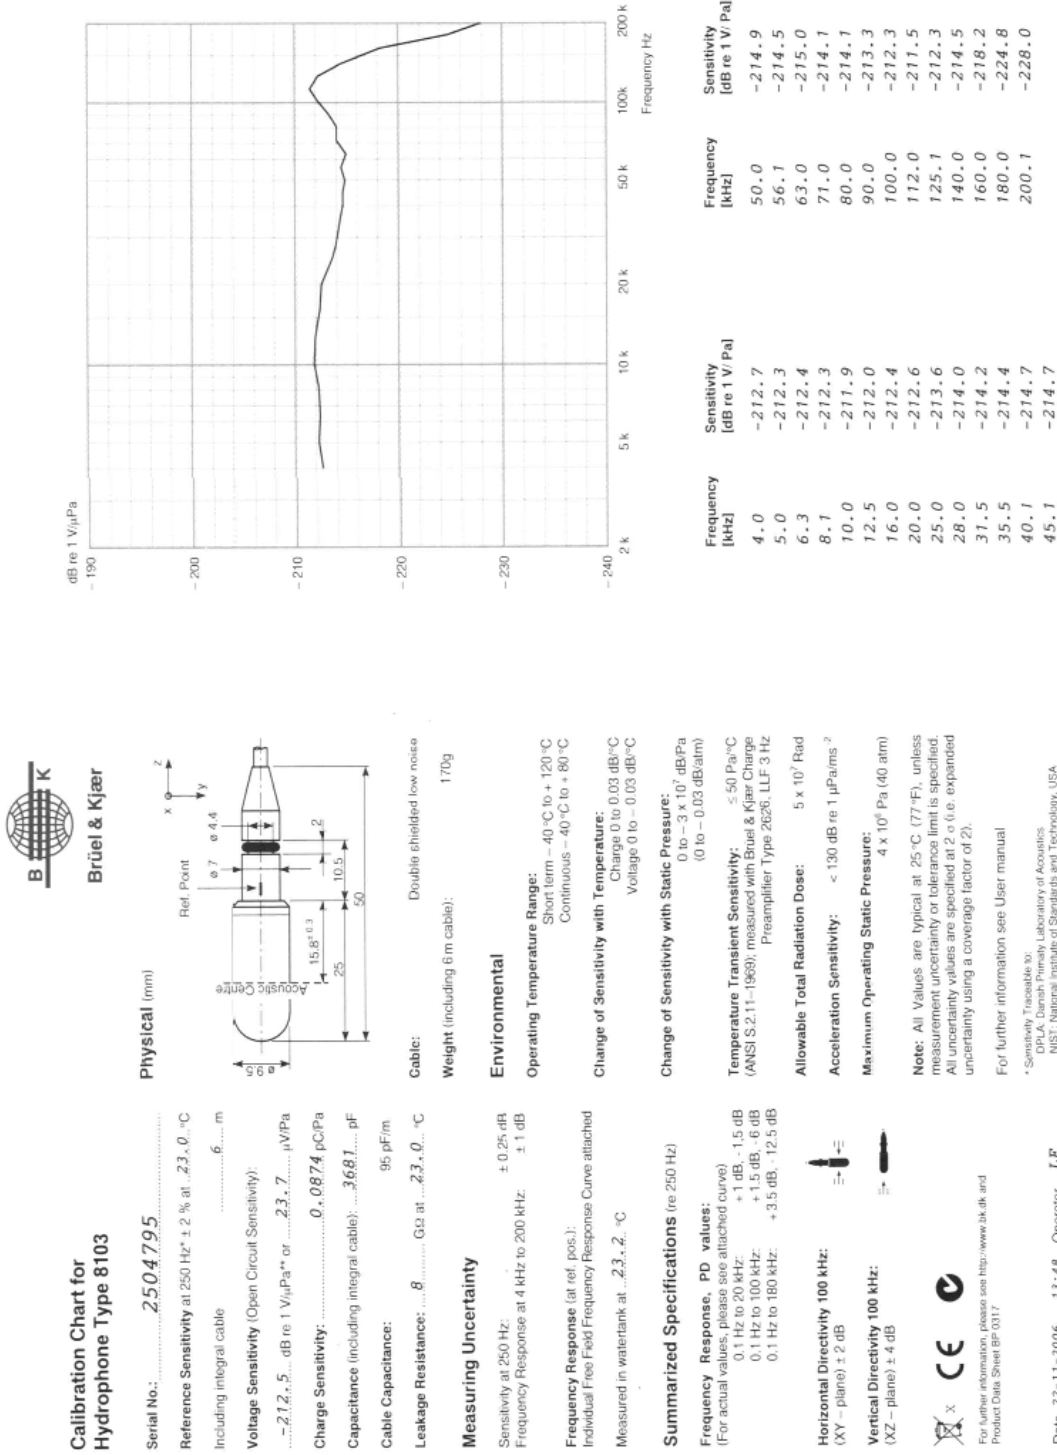 Calibration Chart for
Hydrophone Type 8103
Serial No.: 2504795
Reference Sensitivity at 250 Hz* ± 2 % at 23.0 °C
Including integral cable 6 m
Voltage Sensitivity (Open Circuit Sensitivity):
-212.5 dB re 1 V/µPa** or 23.7 µV/Pa
Charge Sensitivity: 0.0874 pC/Pa
Capacitance (including integral cable): 3681 pF
Cable Capacitance: 95 pF/m
Leakage Resistance: 8 GΩ at 23.0 °C
Measuring Uncertainty
Sensitivity at 250 Hz: ± 0.25 dB
Frequency Response at 4 kHz to 200 kHz: ± 1 dB
Frequency Response (at ref. pos.):
Individual Free Field Frequency Response Curve attached
Measured in watertank at 23.2 °C
Summarized Specifications (re 250 Hz)
Frequency Response, PD values:
(For actual values, please see attached curve)
0.1 Hz to 20 kHz: + 1 dB, - 1.5 dB
0.1 Hz to 100 kHz: + 1.5 dB, - 6 dB
0.1 Hz to 180 kHz: + 3.5 dB, - 12.5 dB
Horizontal Directivity 100 kHz:
(XY – plane) ± 2 dB
Vertical Directivity 100 kHz:
(XZ – plane) ± 4 dB
X CE
For further information, please see http://www.bk.dk and
Product Data Sheet BP 0317
B K
Brüel & Kjær
Physical (mm)
Ref. Point
x
z
y
ø 7
ø 4.4
ø 9.5
Acoustic Centre
15.8± 0.3
2
10.5
25
50
Cable: Double shielded low noise
Weight (including 6 m cable): 170g
Environmental
Operating Temperature Range:
Short term – 40 °C to + 120 °C
Continuous – 40 °C to + 80 °C
Change of Sensitivity with Temperature:
Charge 0 to 0.03 dB/°C
Voltage 0 to – 0.03 dB/°C
Change of Sensitivity with Static Pressure:
0 to – 3 x 10⁷ dB/Pa
(0 to – 0.03 dB/atm)
Temperature Transient Sensitivity: ≤ 50 Pa/°C
(ANSI S.2.11–1969); measured with Brüel & Kjær Charge
Preamplifier Type 2626, LLF 3 Hz
Allowable Total Radiation Dose: 5 x 10⁷ Rad
Acceleration Sensitivity: < 130 dB re 1 µPa/ms⁻²
Maximum Operating Static Pressure:
4 x 10⁶ Pa (40 atm)
Note: All Values are typical at 25 °C (77 °F), unless
measurement uncertainty or tolerance limit is specified.
All uncertainty values are specified at 2 σ (i.e. expanded
uncertainty using a coverage factor of 2).
For further information see User manual
* Sensitivity Traceable to:
DPLA: Danish Primary Laboratory of Acoustics
NIST: National Institute of Standards and Technology, USA
dB re 1 V/µPa
– 190
– 200
– 210
– 220
– 230
– 240
2 k 5 k 10 k 20 k 50 k 100k 200 k
Frequency Hz
Frequency Sensitivity Frequency Sensitivity
[kHz] [dB re 1 V/ Pa] [kHz] [dB re 1 V/ Pa]
4.0 -212.7 50.0 -214.9
5.0 -212.3 56.1 -214.5
6.3 -212.4 63.0 -215.0
8.1 -212.3 71.0 -214.1
10.0 -211.9 80.0 -214.1
12.5 -212.0 90.0 -213.3
16.0 -212.4 100.0 -212.3
20.0 -212.6 112.0 -211.5
25.0 -213.6 125.1 -212.3
28.0 -214.0 140.0 -214.5
31.5 -214.2 160.0 -218.2
35.5 -214.4 180.0 -224.8
40.1 -214.7 200.1 -228.0
45.1 -214.7